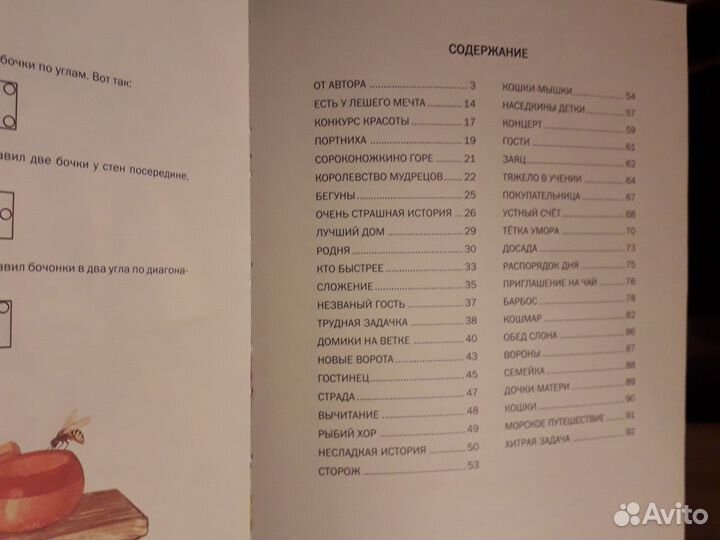 бочки по углам. Вот так:
авил две бочки у стен посередине,
авил бочонки в два угла по диагона-
СОДЕРЖАНИЕ
ОТ АВТОРА ..... 3
ЕСТЬ У ЛЕШЕГО МЕЧТА ..... 14
КОНКУРС КРАСОТЫ ..... 17
ПОРТНИХА ..... 19
СОРОКОНОЖКИНО ГОРЕ ..... 21
КОРОЛЕВСТВО МУДРЕЦОВ ..... 22
БЕГУНЫ ..... 25
ОЧЕНЬ СТРАШНАЯ ИСТОРИЯ ... 26
ЛУЧШИЙ ДОМ ..... 29
РОДНЯ ..... 30
КТО БЫСТРЕЕ ..... 33
СЛОЖЕНИЕ ..... 35
НЕЗВАНЫЙ ГОСТЬ ..... 37
ТРУДНАЯ ЗАДАЧКА ..... 38
ДОМИКИ НА ВЕТКЕ ..... 40
НОВЫЕ ВОРОТА ..... 43
ГОСТИНЕЦ ..... 45
СТРАДА ..... 47
ВЫЧИТАНИЕ ..... 48
РЫБИЙ ХОР ..... 49
НЕСЛАДКАЯ ИСТОРИЯ ..... 50
СТОРОЖ ..... 53
КОШКИ-МЫШКИ ..... 54
НАСЕДКИНЫ ДЕТКИ ..... 57
КОНЦЕРТ ..... 59
ГОСТИ ..... 61
ЗАЯЦ ..... 62
ТЯЖЕЛО В УЧЕНИИ ..... 64
ПОКУПАТЕЛЬНИЦА ..... 67
УСТНЫЙ СЧЁТ ..... 68
ТЁТКА УМОРА ..... 70
ДОСАДА ..... 73
РАСПОРЯДОК ДНЯ ..... 75
ПРИГЛАШЕНИЕ НА ЧАЙ ..... 76
БАРБОС ..... 78
КОШМАР ..... 82
ОБЕД СЛОНА ..... 86
ВОРОНЫ ..... 87
СЕМЕЙКА ..... 88
ДОЧКИ-МАТЕРИ ..... 89
КОШКИ ..... 90
МОРСКОЕ ПУТЕШЕСТВИЕ ..... 91
ХИТРАЯ ЗАДАЧА ..... 92
Avito